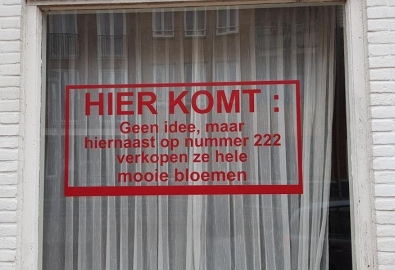 HIER KOMT :
Geen idee, maar
hiernaast op nummer 222
verkopen ze hele
mooie bloemen